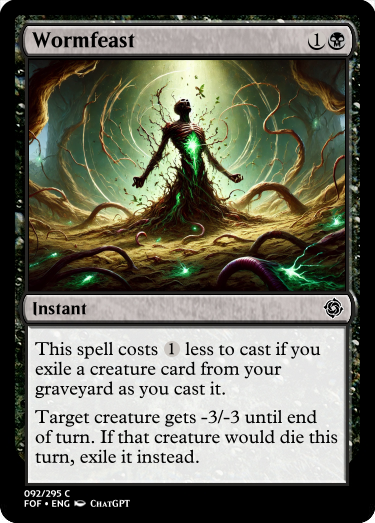 Wormfeast 1
Instant
This spell costs 1 less to cast if you
exile a creature card from your
graveyard as you cast it.
Target creature gets -3/-3 until end
of turn. If that creature would die this
turn, exile it instead.
092/295 C
FOF • ENG ChatGPT